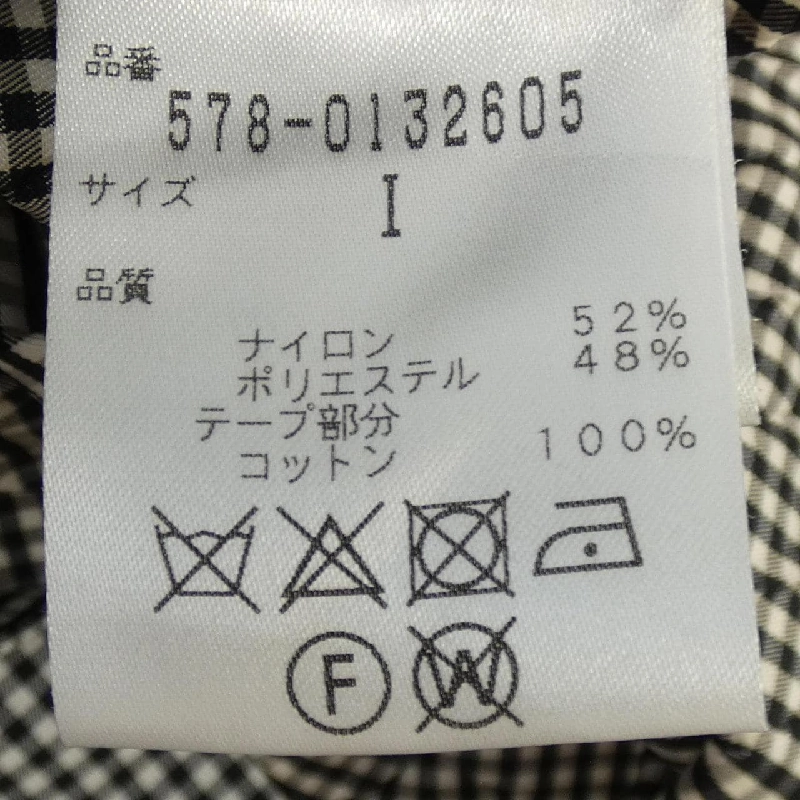 品番
578-0132605
サイズ I
品質
ナイロン 52%
ポリエステル 48%
テープ部分
コットン 100%
F W